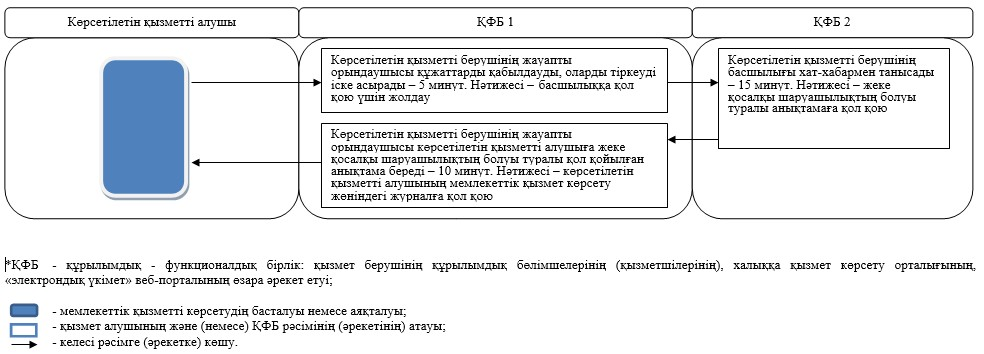 Көрсетілетін қызметті алушы
ҚФБ 1
ҚФБ 2
Көрсетілетін қызметті берушінің жауапты
орындаушысы құжаттарды қабылдауды, оларды тіркеуді
іске асырады – 5 минут. Нәтижесі – басшылыққа қол
қою үшін жолдау
Көрсетілетін қызметті берушінің
басшылығы хат-хабармен танысады
– 15 минут. Нәтижесі – жеке
қосалқы шаруашылықтың болуы
туралы анықтамаға қол қою
Көрсетілетін қызметті берушінің жауапты
орындаушысы көрсетілетін қызметті алушыға жеке
қосалқы шаруашылықтың болуы туралы қол қойылған
анықтама береді – 10 минут. Нәтижесі – көрсетілетін
қызметті алушының мемлекеттік қызмет көрсету
жөніндегі журналға қол қою
*ҚФБ - құрылымдық - функционалдық бірлік: қызмет берушінің құрылымдық бөлімшелерінің (қызметшілерінің), халыққа қызмет көрсету орталығының,
«электрондық үкімет» веб-порталының өзара әрекет етуі;
- мемлекеттік қызметті көрсетудің басталуы немесе аяқталуы;
- қызмет алушының және (немесе) ҚФБ рәсімінің (әрекетінің) атауы;
- келесі рәсімге (әрекетке) көшу.